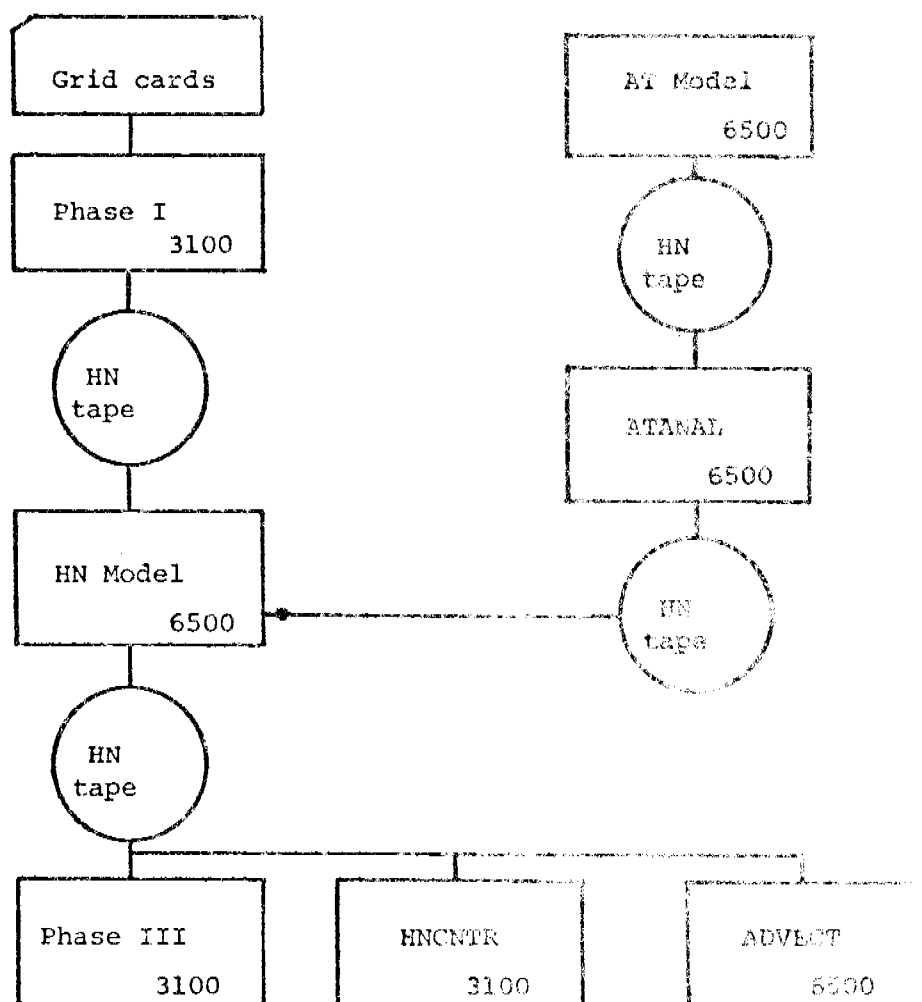 Grid cards
Phase I
3100
HN
tape
HN Model
6500
HN
tape
Phase III
3100
AT Model
6500
HN
tape
ATANAL
6500
HN
tape
HNCNTR
3100
ADVECT
6500